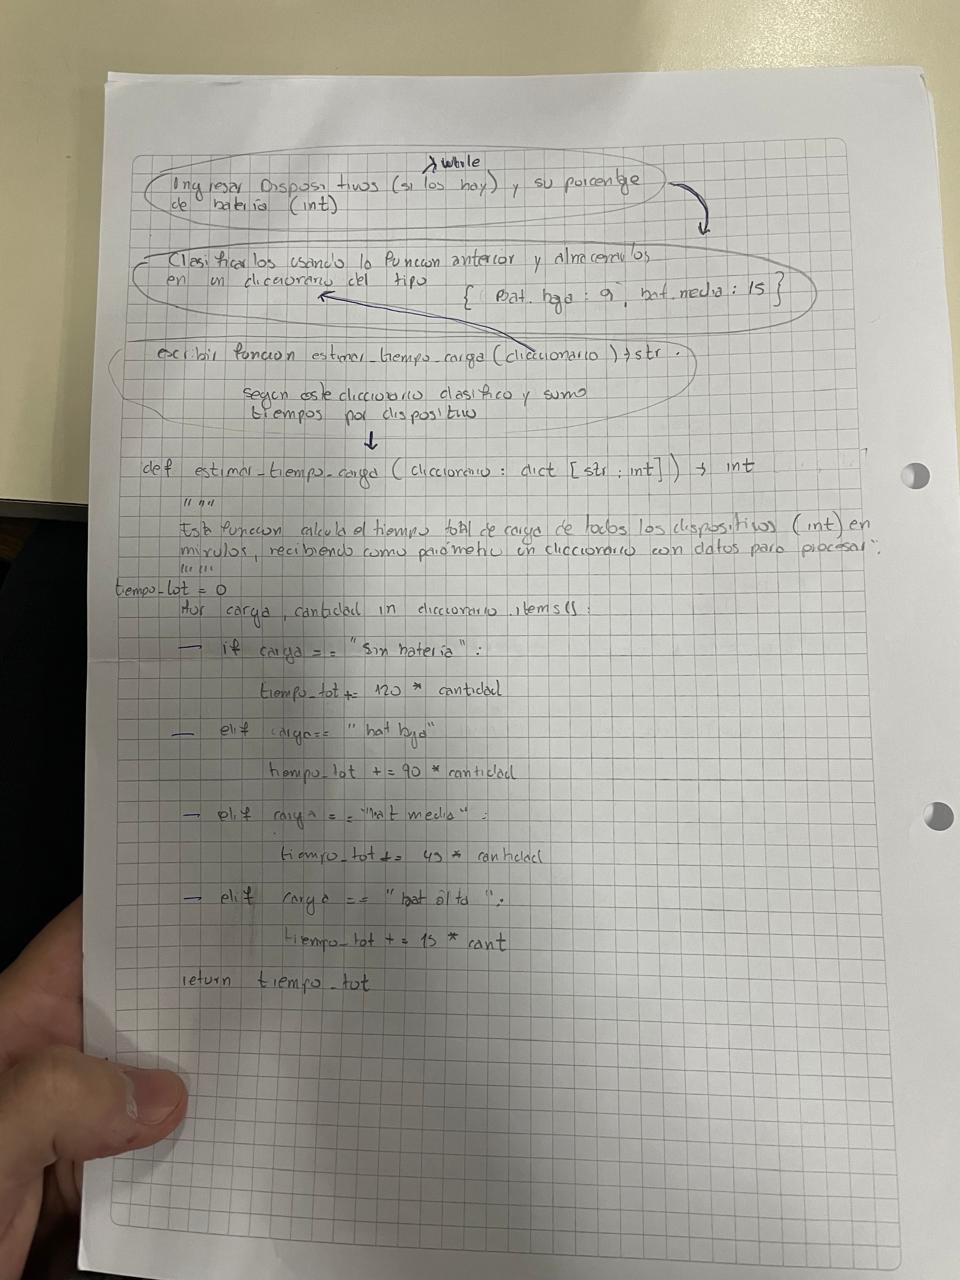 while
Ingresar Dispositivos (si los hay) y su porcentge
de bateria (int)
Clasificarlos usando la funcion anterior y almacenarlos
en un diccionario del tipo
{ Bat. baja : 9, bat. media : 15 }
escribir funcion estimar_tiempo_carga (diccionario) → str.
segun este diccionario clasifico y sumo
tiempos por dispositivo
def estimar_tiempo_carga (diccionario : dict [str : int]) → int
""""
Esta funcion calcula el tiempo total de carga de todos los dispositivos (int) en
minutos, recibiendo como parámetro un diccionario con datos para procesar".
"" ""
tiempo_tot = 0
for carga, cantidad in diccionario.items():
— if carga == "sin bateria" :
tiempo_tot += 120 * cantidad
— elif carga == "bat baja"
tiempo_tot += 90 * cantidad
— elif carga == "bat media" :
tiempo_tot += 45 * cantidad
— elif carga == "bat alta" :
tiempo_tot += 15 * cant
return tiempo_tot